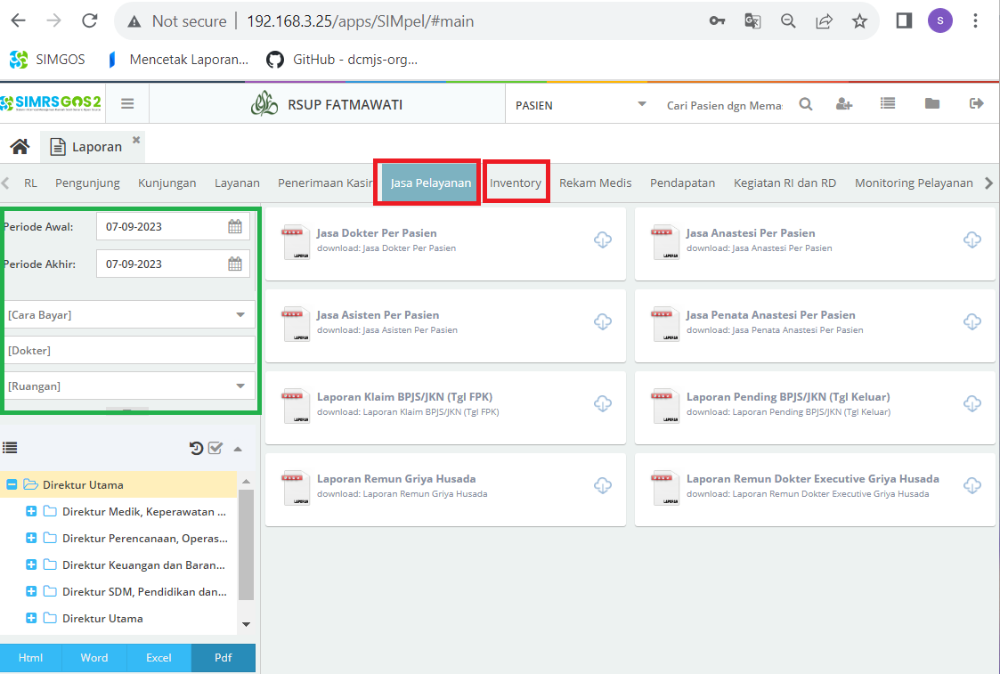 Not secure 192.168.3.25/apps/SIMpel/#main S
SIMGOS Mencetak Laporan... GitHub - dcmjs-org...
SIMRSGOS2 RSUP FATMAWATI PASIEN Cari Pasien dgn Memas
Laporan
RL Pengunjung Kunjungan Layanan Penerimaan Kasir Jasa Pelayanan Inventory Rekam Medis Pendapatan Kegiatan RI dan RD Monitoring Pelayanan
Periode Awal: 07-09-2023
Periode Akhir: 07-09-2023
[Cara Bayar]
[Dokter]
[Ruangan]
Direktur Utama
Direktur Medik, Keperawatan ...
Direktur Perencanaan, Operas...
Direktur Keuangan dan Baran...
Direktur SDM, Pendidikan dan...
Direktur Utama
Html Word Excel Pdf
Jasa Dokter Per Pasien
download: Jasa Dokter Per Pasien
Jasa Anastesi Per Pasien
download: Jasa Anastesi Per Pasien
Jasa Asisten Per Pasien
download: Jasa Asisten Per Pasien
Jasa Penata Anastesi Per Pasien
download: Jasa Penata Anastesi Per Pasien
Laporan Klaim BPJS/JKN (Tgl FPK)
download: Laporan Klaim BPJS/JKN (Tgl FPK)
Laporan Pending BPJS/JKN (Tgl Keluar)
download: Laporan Pending BPJS/JKN (Tgl Keluar)
Laporan Remun Griya Husada
download: Laporan Remun Griya Husada
Laporan Remun Dokter Executive Griya Husada
download: Laporan Remun Dokter Executive Griya Husada